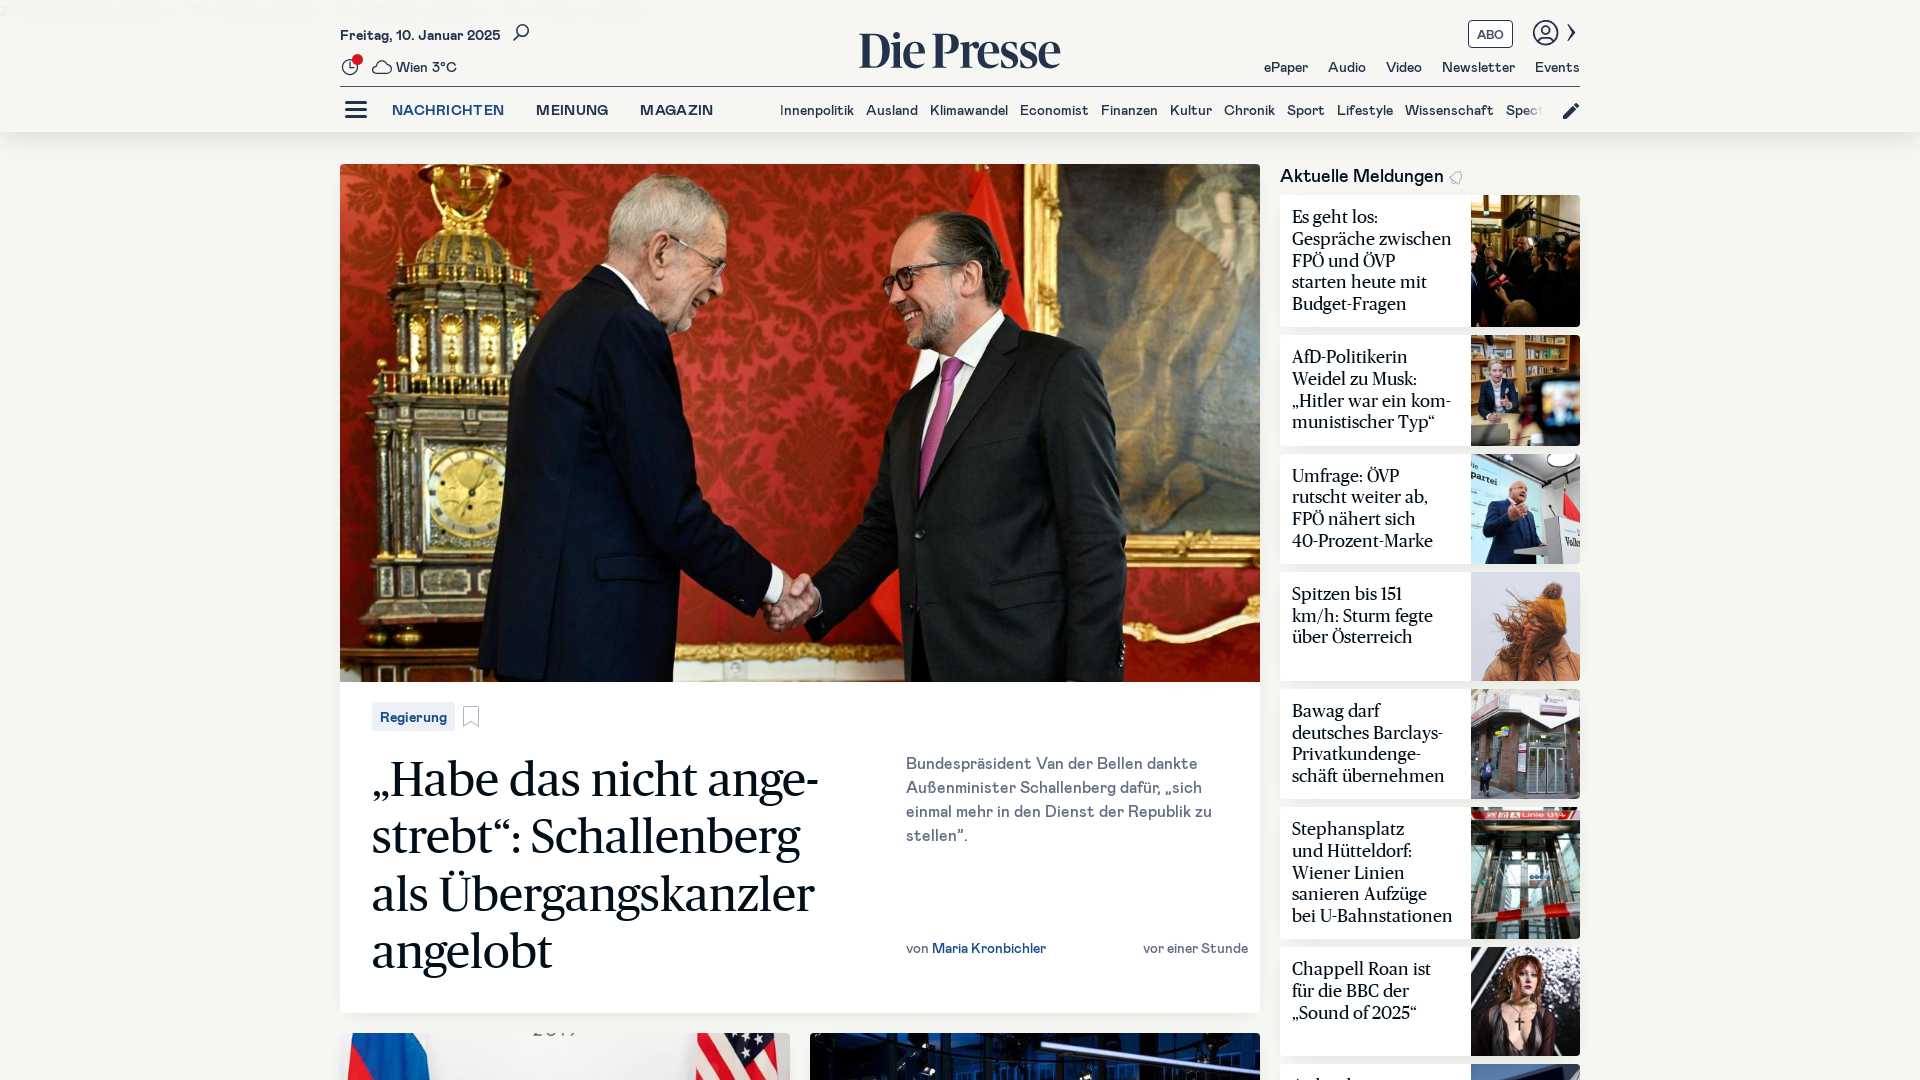 Freitag, 10. Januar 2025
Wien 3°C
Die Presse
ABO
ePaper Audio Video Newsletter Events
NACHRICHTEN MEINUNG MAGAZIN Innenpolitik Ausland Klimawandel Economist Finanzen Kultur Chronik Sport Lifestyle Wissenschaft Spect
Regierung
„Habe das nicht ange-
strebt“: Schallenberg
als Übergangskanzler
angelobt
Bundespräsident Van der Bellen dankte
Außenminister Schallenberg dafür, „sich
einmal mehr in den Dienst der Republik zu
stellen”.
von Maria Kronbichler vor einer Stunde
Aktuelle Meldungen
Es geht los:
Gespräche zwischen
FPÖ und ÖVP
starten heute mit
Budget-Fragen
AfD-Politikerin
Weidel zu Musk:
„Hitler war ein kom-
munistischer Typ“
Umfrage: ÖVP
rutscht weiter ab,
FPÖ nähert sich
40-Prozent-Marke
Spitzen bis 151
km/h: Sturm fegte
über Österreich
Bawag darf
deutsches Barclays-
Privatkundenge-
schäft übernehmen
Stephansplatz
und Hütteldorf:
Wiener Linien
sanieren Aufzüge
bei U-Bahnstationen
Chappell Roan ist
für die BBC der
„Sound of 2025“